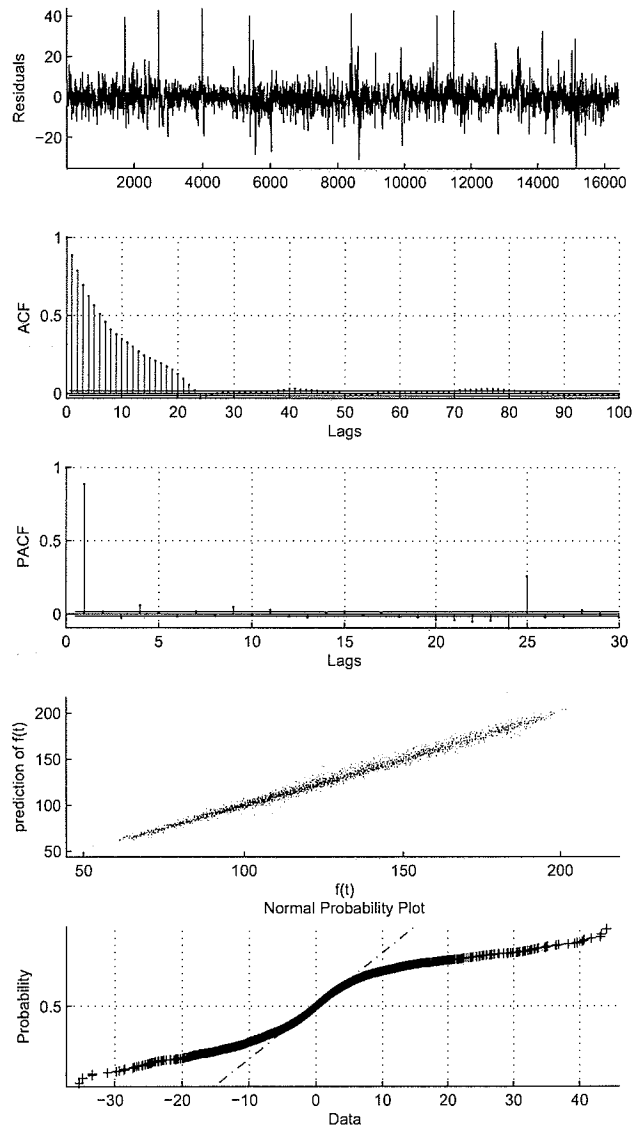 40
20
0
−20
Residuals
2000 4000 6000 8000 10000 12000 14000 16000
1
0.5
0
ACF
0 10 20 30 40 50 60 70 80 90 100
Lags
1
0.5
0
PACF
0 5 10 15 20 25 30
Lags
200
150
100
50
prediction of f(t)
50 100 150 200
f(t)
Normal Probability Plot
0.5
Probability
−30 −20 −10 0 10 20 30 40
Data